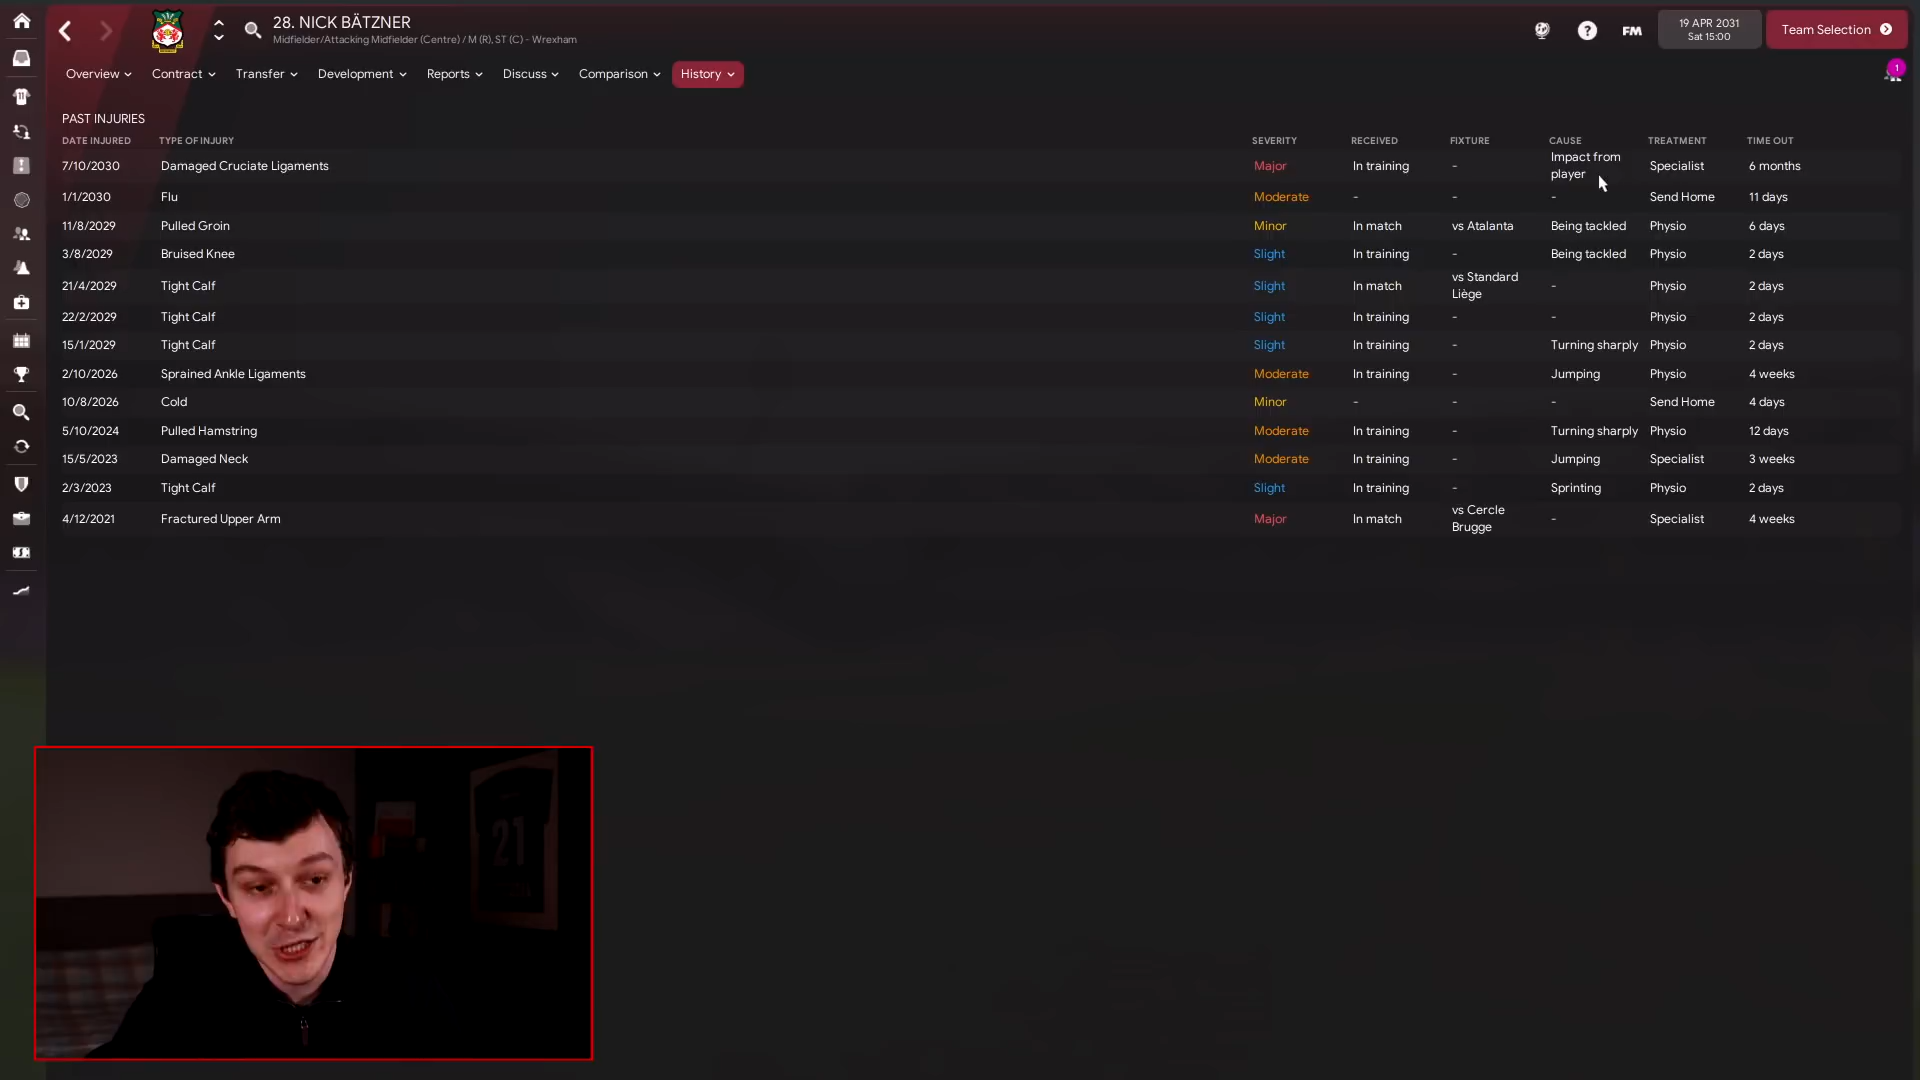 28. NICK BÄTZNER
Midfielder/Attacking Midfielder (Centre) / M (R), ST (C) - Wrexham
FM
19 APR 2031
Sat 15:00
Team Selection
Overview Contract Transfer Development Reports Discuss Comparison History
1
11
PAST INJURIES
DATE INJURED TYPE OF INJURY SEVERITY RECEIVED FIXTURE CAUSE TREATMENT TIME OUT
7/10/2030 Damaged Cruciate Ligaments Major In training - Impact from player Specialist 6 months
1/1/2030 Flu Moderate - - - Send Home 11 days
11/8/2029 Pulled Groin Minor In match vs Atalanta Being tackled Physio 6 days
3/8/2029 Bruised Knee Slight In training - Being tackled Physio 2 days
21/4/2029 Tight Calf Slight In match vs Standard Liège - Physio 2 days
22/2/2029 Tight Calf Slight In training - - Physio 2 days
15/1/2029 Tight Calf Slight In training - Turning sharply Physio 2 days
2/10/2026 Sprained Ankle Ligaments Moderate In training - Jumping Physio 4 weeks
10/8/2026 Cold Minor - - - Send Home 4 days
5/10/2024 Pulled Hamstring Moderate In training - Turning sharply Physio 12 days
15/5/2023 Damaged Neck Moderate In training - Jumping Specialist 3 weeks
2/3/2023 Tight Calf Slight In training - Sprinting Physio 2 days
4/12/2021 Fractured Upper Arm Major In match vs Cercle Brugge - Specialist 4 weeks
21